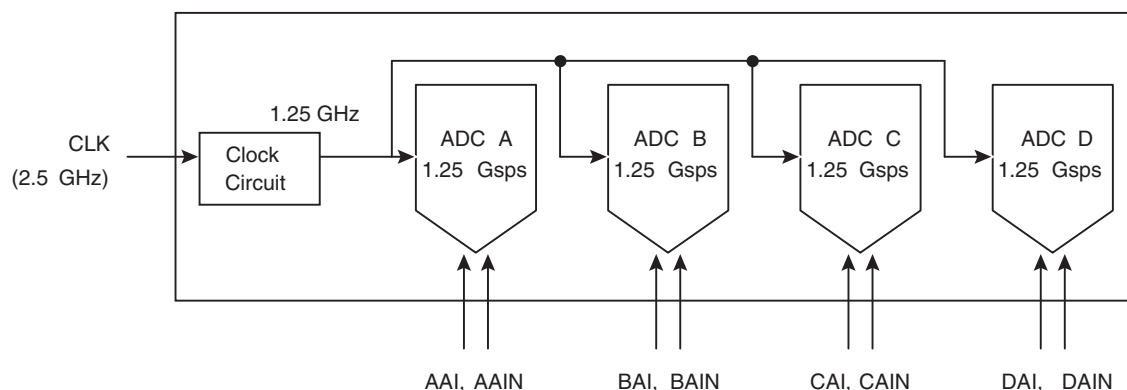 CLK
(2.5 GHz)
Clock
Circuit
1.25 GHz
ADC A
1.25 Gsps
ADC B
1.25 Gsps
ADC C
1.25 Gsps
ADC D
1.25 Gsps
AAI, AAIN
BAI, BAIN
CAI, CAIN
DAI, DAIN